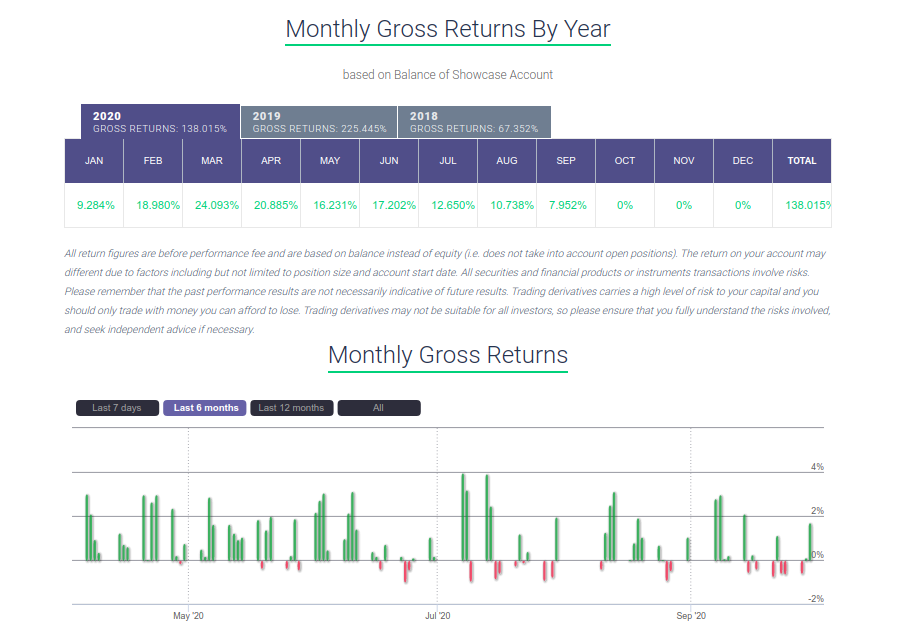 Monthly Gross Returns By Year
based on Balance of Showcase Account
2020 2019 2018
GROSS RETURNS: 138.015% GROSS RETURNS: 225.445% GROSS RETURNS: 67.352%
JAN FEB MAR APR MAY JUN JUL AUG SEP OCT NOV DEC TOTAL
9.284% 18.980% 24.093% 20.885% 16.231% 17.202% 12.650% 10.738% 7.952% 0% 0% 0% 138.015%
All return figures are before performance fee and are based on balance instead of equity (i.e. does not take into account open positions). The return on your account may
different due to factors including but not limited to position size and account start date. All securities and financial products or instruments transactions involve risks.
Please remember that the past performance results are not necessarily indicative of future results. Trading derivatives carries a high level of risk to your capital and you
should only trade with money you can afford to lose. Trading derivatives may not be suitable for all investors, so please ensure that you fully understand the risks involved,
and seek independent advice if necessary.
Monthly Gross Returns
Last 7 days Last 6 months Last 12 months All
4%
2%
0%
-2%
May '20 Jul '20 Sep '20